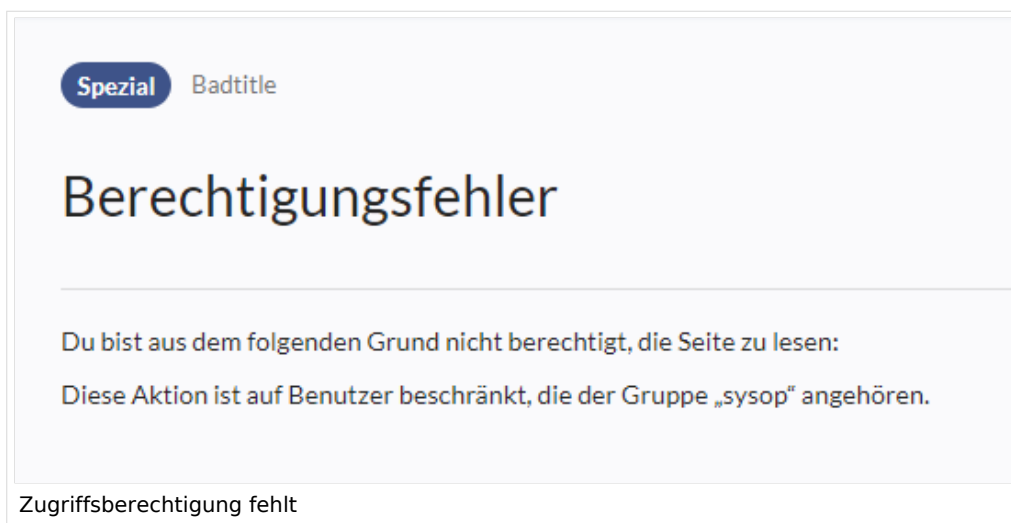 Spezial Badtitle
Berechtigungsfehler
Du bist aus dem folgenden Grund nicht berechtigt, die Seite zu lesen:
Diese Aktion ist auf Benutzer beschränkt, die der Gruppe „sysop“ angehören.
Zugriffsberechtigung fehlt